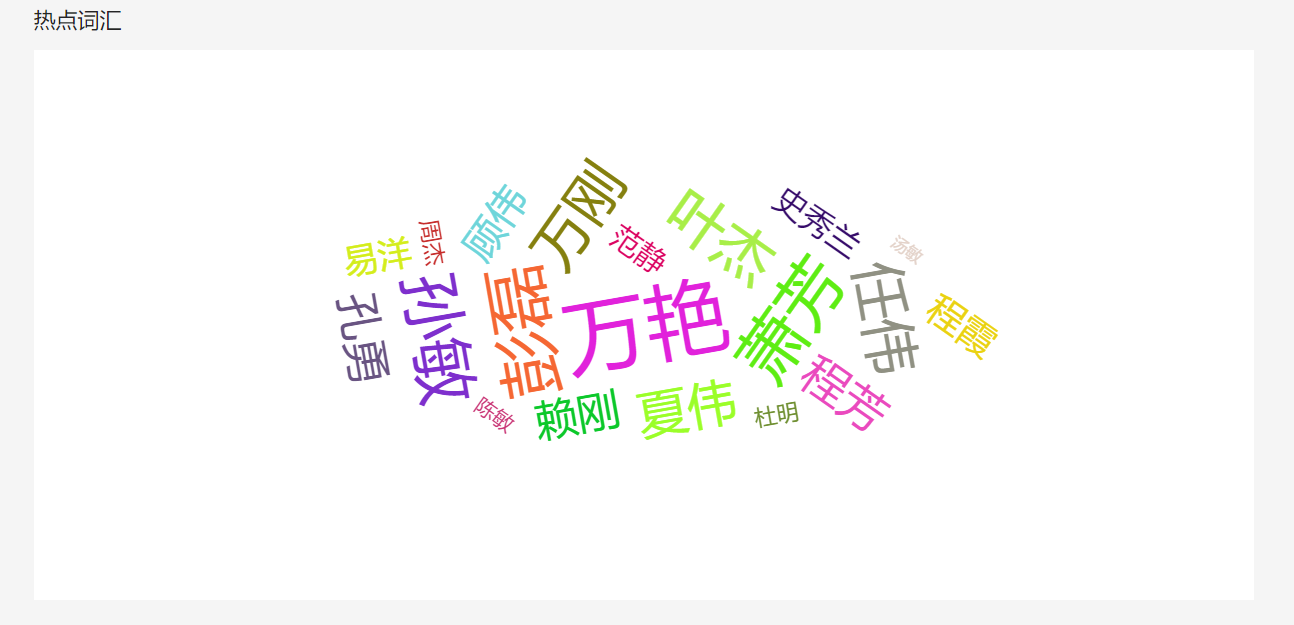 热点词汇
万刚
顾伟
叶杰
史秀兰
周杰
范静
汤敏
易洋
万艳
萧芳
任伟
彭磊
孙敏
孔勇
程霞
程芳
夏伟
赖刚
陈敏
杜明